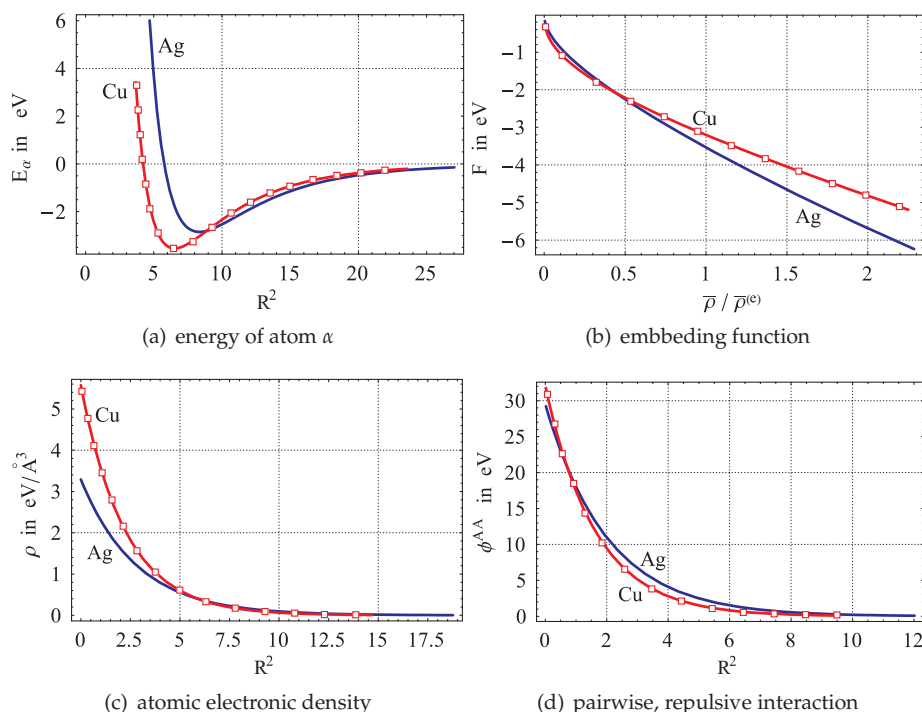 6
4
2
0
−2
E_α in eV
Ag
Cu
0 5 10 15 20 25
R²
(a) energy of atom α
−1
−2
−3
−4
−5
−6
F in eV
Cu
Ag
0 0.5 1 1.5 2
ρ̅ / ρ̅⁽ᵉ⁾
(b) embbeding function
5
4
3
2
1
0
ρ in eV/Å³
Cu
Ag
0 2.5 5 7.5 10 12.5 15 17.5
R²
(c) atomic electronic density
30
25
20
15
10
5
0
ϕᴬᴬ in eV
Ag
Cu
0 2 4 6 8 10 12
R²
(d) pairwise, repulsive interaction